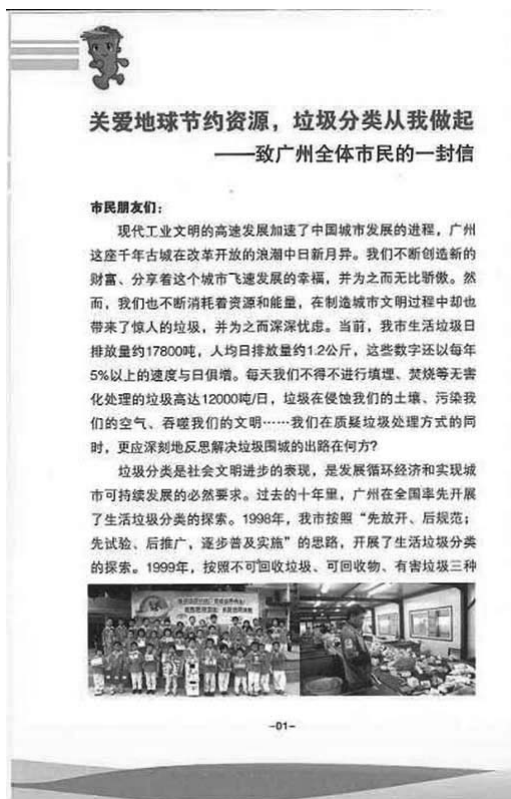 关爱地球节约资源，垃圾分类从我做起
——致广州全体市民的一封信
市民朋友们：
现代工业文明的高速发展加速了中国城市发展的进程，广州
这座千年古城在改革开放的浪潮中日新月异。我们不断创造新的
财富、分享着这个城市飞速发展的幸福，并为之而无比骄傲。然
而，我们也不断消耗着资源和能量，在制造城市文明过程中却也
带来了惊人的垃圾，并为之而深深忧虑。当前，我市生活垃圾日
排放量约17800吨，人均日排放量约1.2公斤，这些数字还以每年
5%以上的速度与日俱增。每天我们不得不进行填埋、焚烧等无害
化处理的垃圾高达12000吨/日，垃圾在侵蚀我们的土壤、污染我
们的空气、吞噬我们的文明……我们在质疑垃圾处理方式的同
时，更应深刻地反思解决垃圾围城的出路在何方？
垃圾分类是社会文明进步的表现，是发展循环经济和实现城
市可持续发展的必然要求。过去的十年里，广州在全国率先开展
了生活垃圾分类的探索。1998年，我市按照“先放开、后规范；
先试验、后推广，逐步普及实施”的思路，开展了生活垃圾分类
的探索。1999年，按照不可回收垃圾、可回收物、有害垃圾三种
-01-